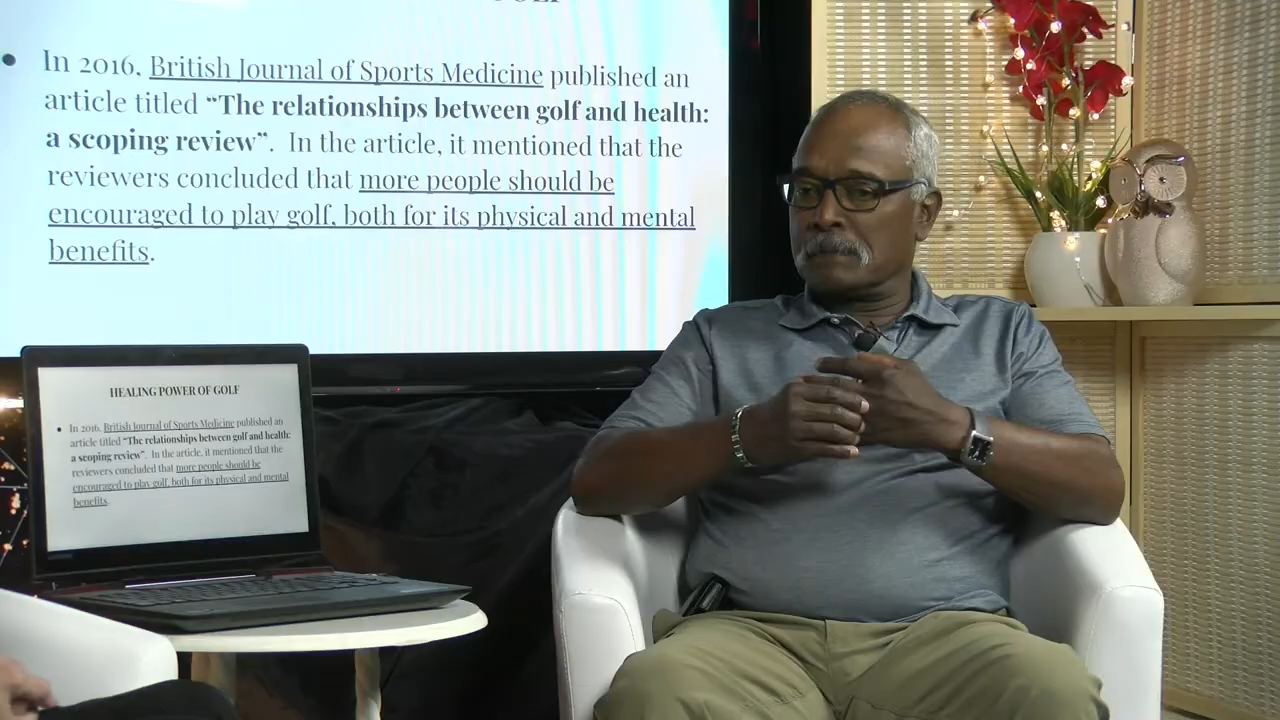 • In 2016, British Journal of Sports Medicine published an
article titled “The relationships between golf and health:
a scoping review”. In the article, it mentioned that the
reviewers concluded that more people should be
encouraged to play golf, both for its physical and mental
benefits.
HEALING POWER OF GOLF
• In 2016, British Journal of Sports Medicine published an
article titled “The relationships between golf and health:
a scoping review”. In the article, it mentioned that the
reviewers concluded that more people should be
encouraged to play golf, both for its physical and mental
benefits.